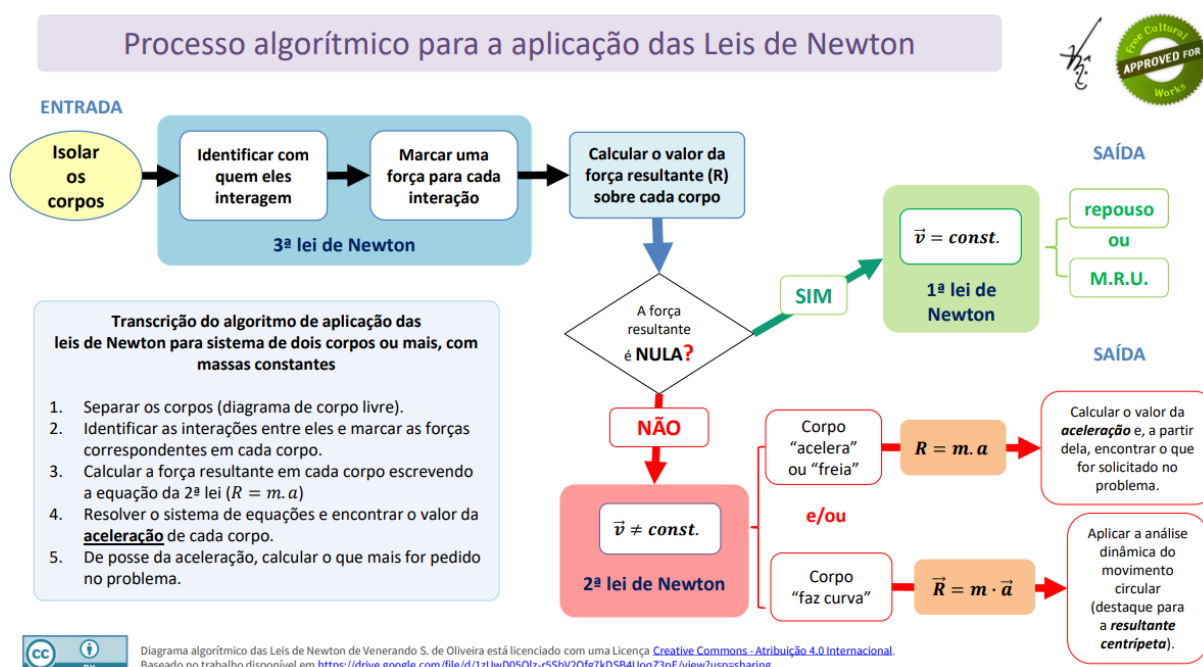 Processo algorítmico para a aplicação das Leis de Newton
Free Cultural
APPROVED FOR
Works
ENTRADA
Isolar
os
corpos
Identificar com
quem eles
interagem
Marcar uma
força para cada
interação
3ª lei de Newton
Calcular o valor da
força resultante (R)
sobre cada corpo
A força
resultante
é NULA?
SIM
v⃗ = const.
1ª lei de
Newton
SAÍDA
repouso
ou
M.R.U.
NÃO
v⃗ ≠ const.
2ª lei de Newton
Corpo
“acelera”
ou “freia”
R = m. a
SAÍDA
Calcular o valor da
aceleração e, a partir
dela, encontrar o que
for solicitado no
problema.
e/ou
Corpo
“faz curva”
R⃗ = m · a⃗
Aplicar a análise
dinâmica do
movimento
circular
(destaque para
a resultante
centrípeta).
Transcrição do algoritmo de aplicação das
leis de Newton para sistema de dois corpos ou mais, com
massas constantes
1. Separar os corpos (diagrama de corpo livre).
2. Identificar as interações entre eles e marcar as forças
correspondentes em cada corpo.
3. Calcular a força resultante em cada corpo escrevendo
a equação da 2ª lei (R = m. a)
4. Resolver o sistema de equações e encontrar o valor da
aceleração de cada corpo.
5. De posse da aceleração, calcular o que mais for pedido
no problema.
cc
Diagrama algorítmico das Leis de Newton de Venerando S. de Oliveira está licenciado com uma Licença Creative Commons - Atribuição 4.0 Internacional.
Baseado no trabalho disponível em